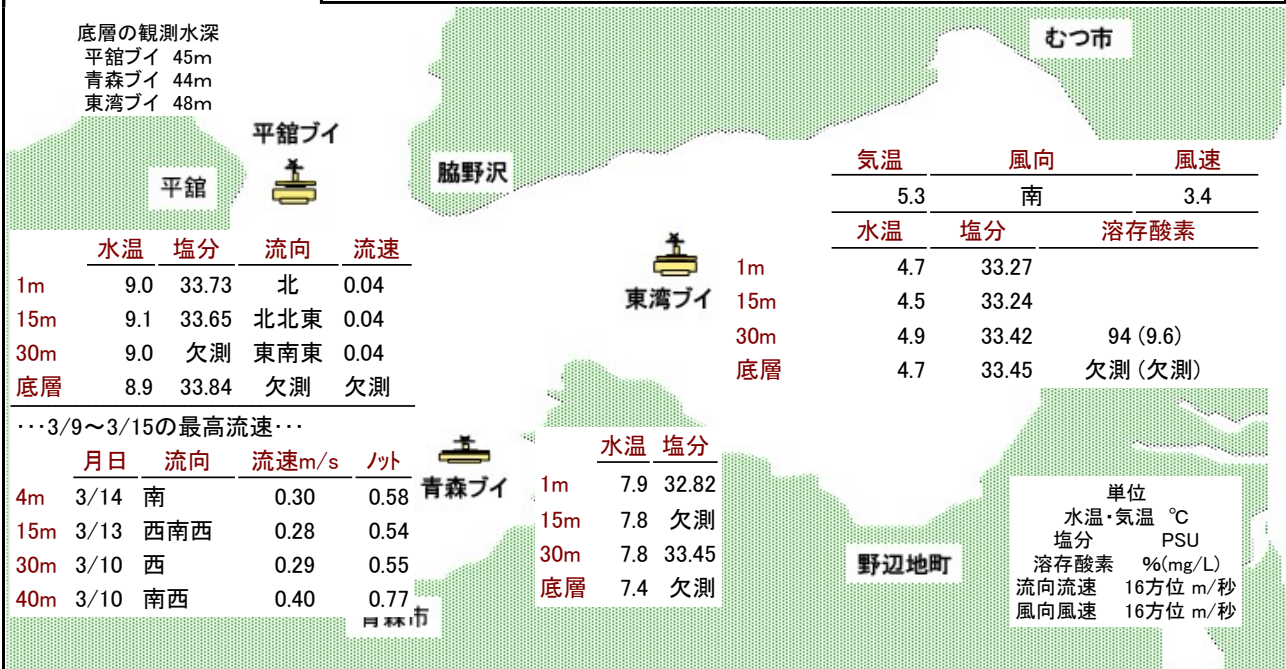 底層の観測水深
平舘ブイ 45m
青森ブイ 44m
東湾ブイ 48m
むつ市
平舘ブイ
平舘
脇野沢
気温 風向 風速
5.3 南 3.4
水温 塩分 溶存酸素
1m 4.7 33.27
15m 4.5 33.24
30m 4.9 33.42 94 (9.6)
底層 4.7 33.45 欠測 (欠測)
東湾ブイ
水温 塩分 流向 流速
1m 9.0 33.73 北 0.04
15m 9.1 33.65 北北東 0.04
30m 9.0 欠測 東南東 0.04
底層 8.9 33.84 欠測 欠測
…3/9～3/15の最高流速…
月日 流向 流速m/s ノット
4m 3/14 南 0.30 0.58
15m 3/13 西南西 0.28 0.54
30m 3/10 西 0.29 0.55
40m 3/10 南西 0.40 0.77
青森ブイ
水温 塩分
1m 7.9 32.82
15m 7.8 欠測
30m 7.8 33.45
底層 7.4 欠測
青森市
野辺地町
単位
水温・気温 ℃
塩分 PSU
溶存酸素 %(mg/L)
流向流速 16方位 m/秒
風向風速 16方位 m/秒